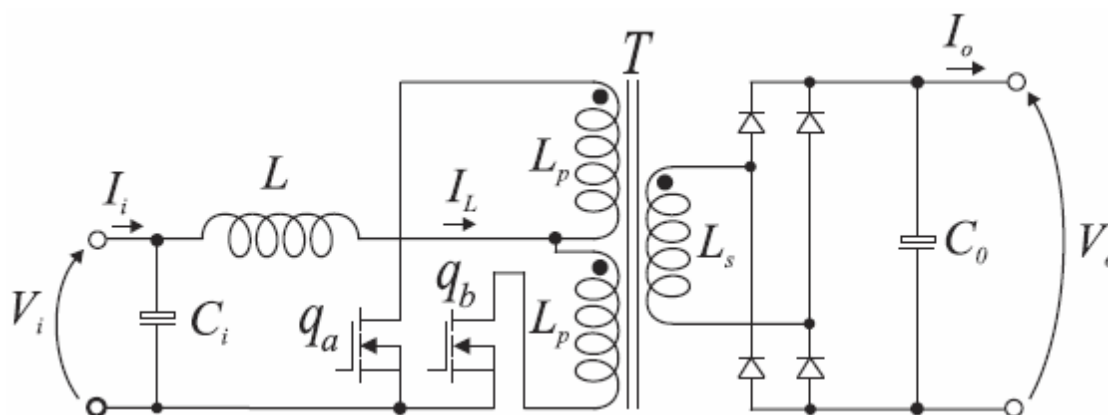 I_i
V_i
C_i
L
I_L
q_a
q_b
L_p
L_p
T
L_s
I_o
C_0